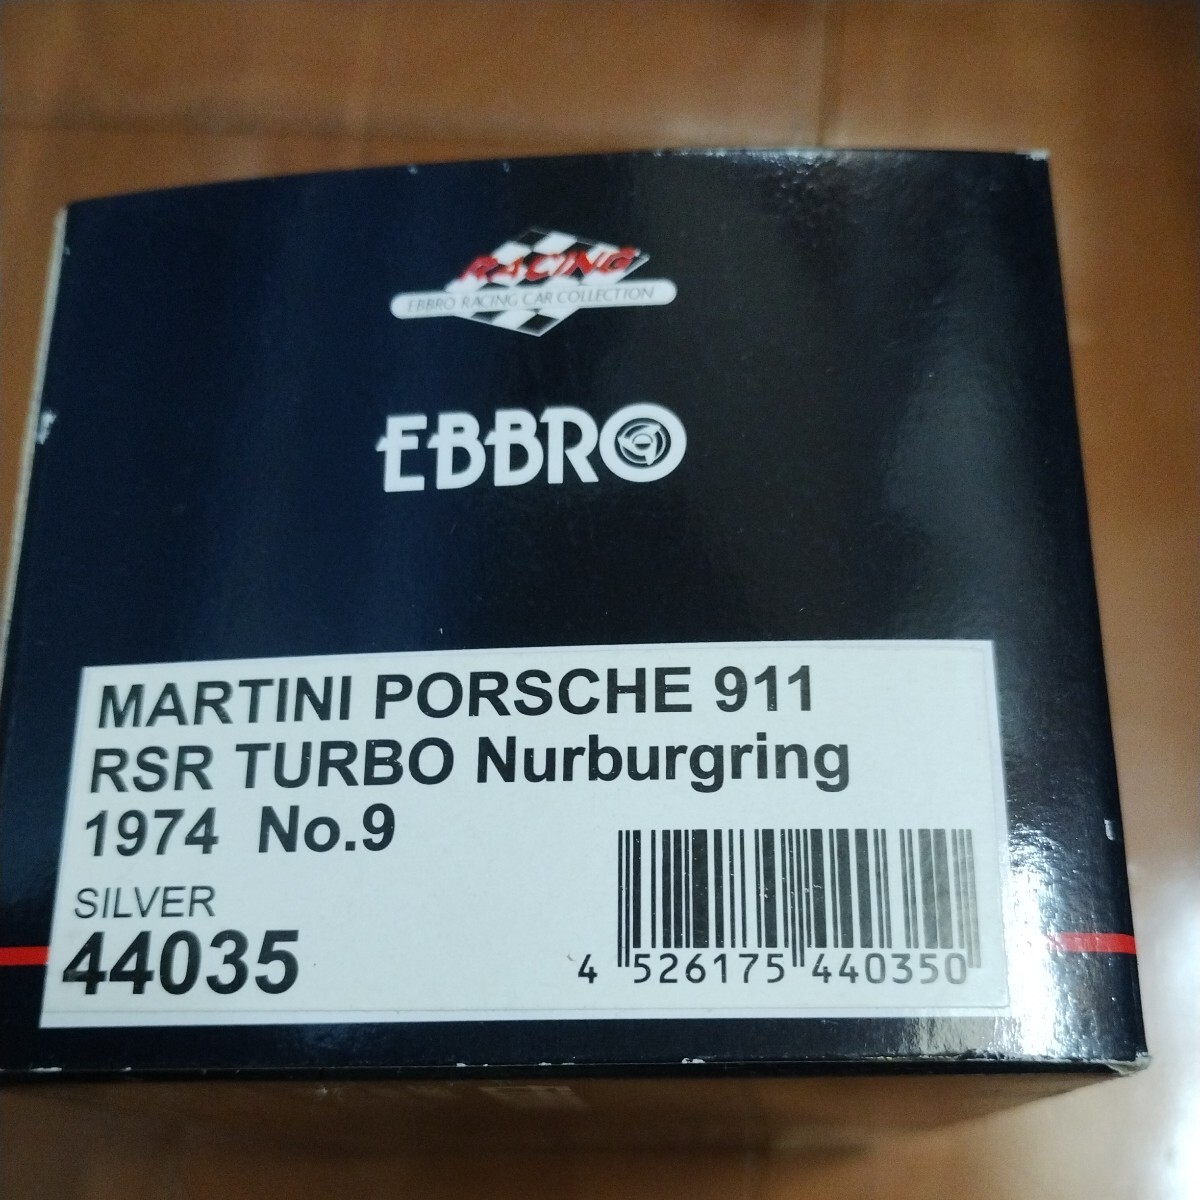 RACING
EBBRO RACING CAR COLLECTION
EBBRO
MARTINI PORSCHE 911
RSR TURBO Nurburgring
1974 No.9
SILVER
44035
4 526175 440350